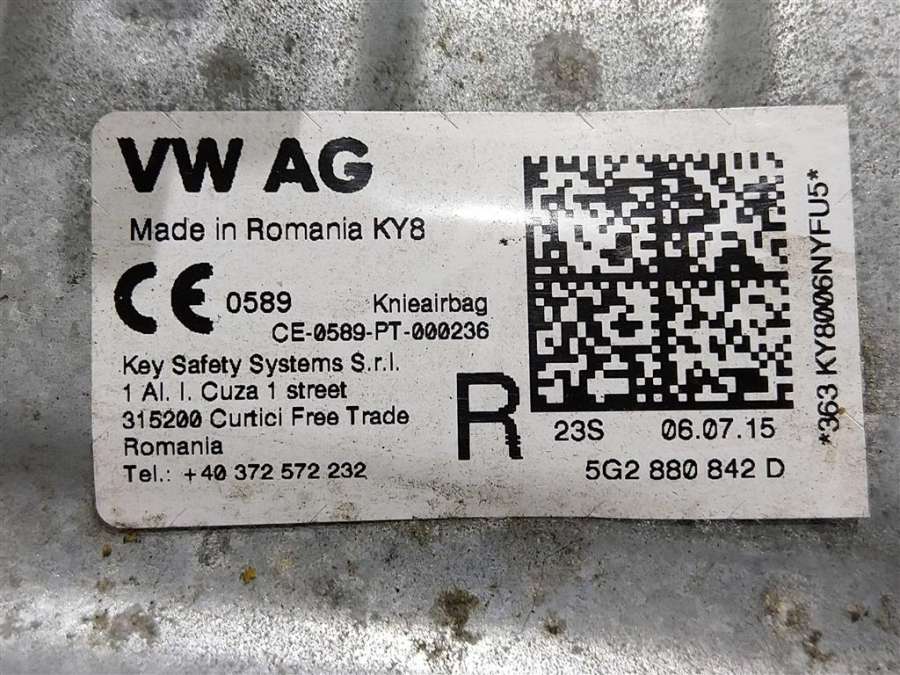 VW AG
Made in Romania KY8
CE 0589 Knieairbag
CE-0589-PT-000236
Key Safety Systems S.r.l.
1 Al. I. Cuza 1 street
315200 Curtici Free Trade
Romania
Tel.: +40 372 572 232
R
23S 06.07.15
5G2 880 842 D
*363 KY8006NYFU5*